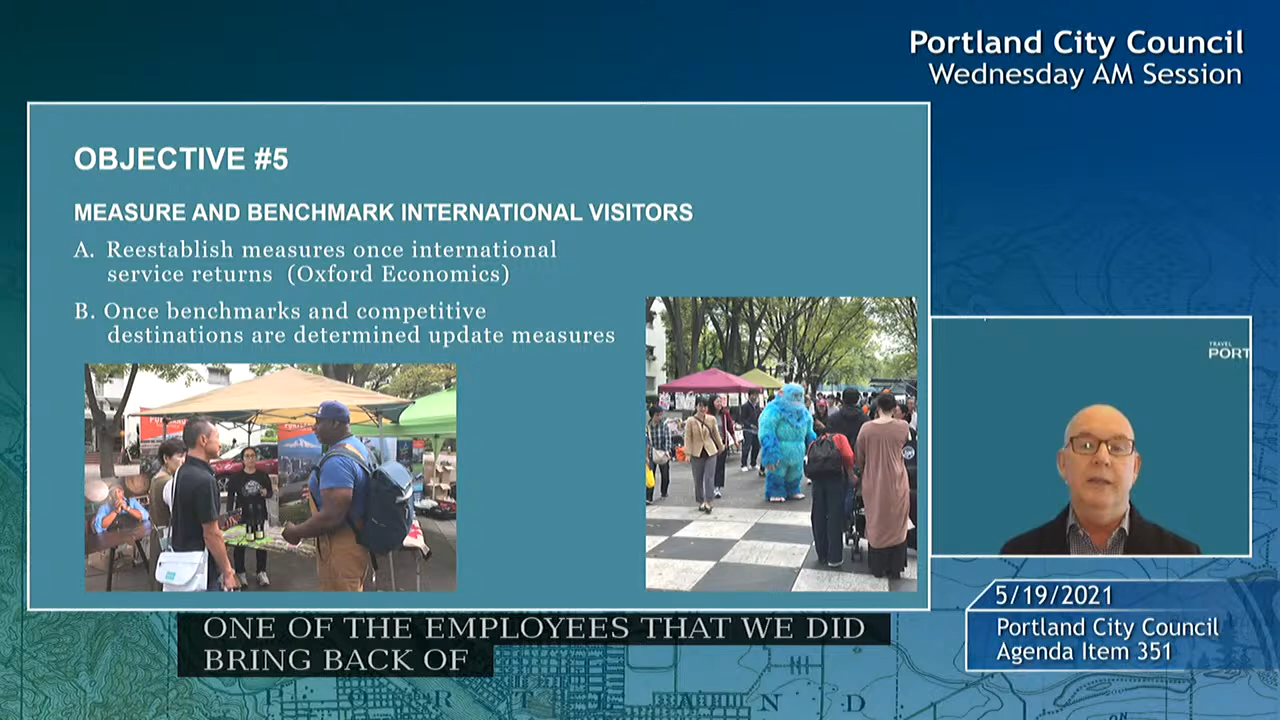 Portland City Council
Wednesday AM Session
OBJECTIVE #5
MEASURE AND BENCHMARK INTERNATIONAL VISITORS
A. Reestablish measures once international
service returns (Oxford Economics)
B. Once benchmarks and competitive
destinations are determined update measures
TRAVEL
PORT
5/19/2021
Portland City Council
Agenda Item 351
ONE OF THE EMPLOYEES THAT WE DID
BRING BACK OF
P O R T L A N D